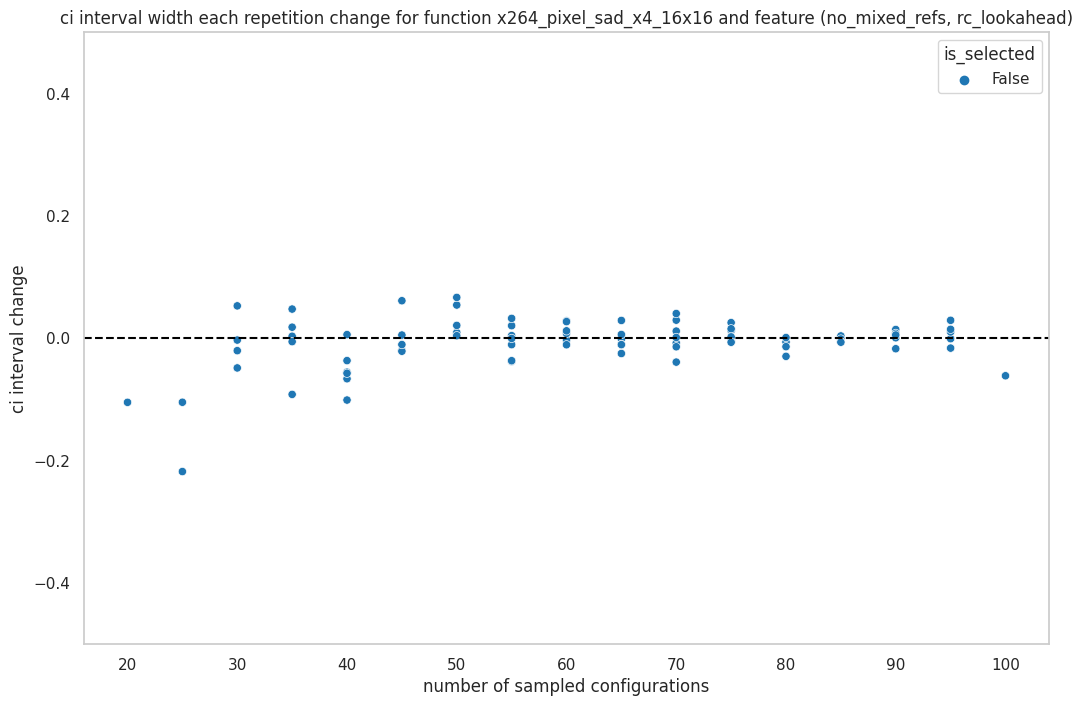 ci interval width each repetition change for function x264_pixel_sad_x4_16x16 and feature (no_mixed_refs, rc_lookahead)
is_selected
False
ci interval change
0.4
0.2
0.0
−0.2
−0.4
20 30 40 50 60 70 80 90 100
number of sampled configurations